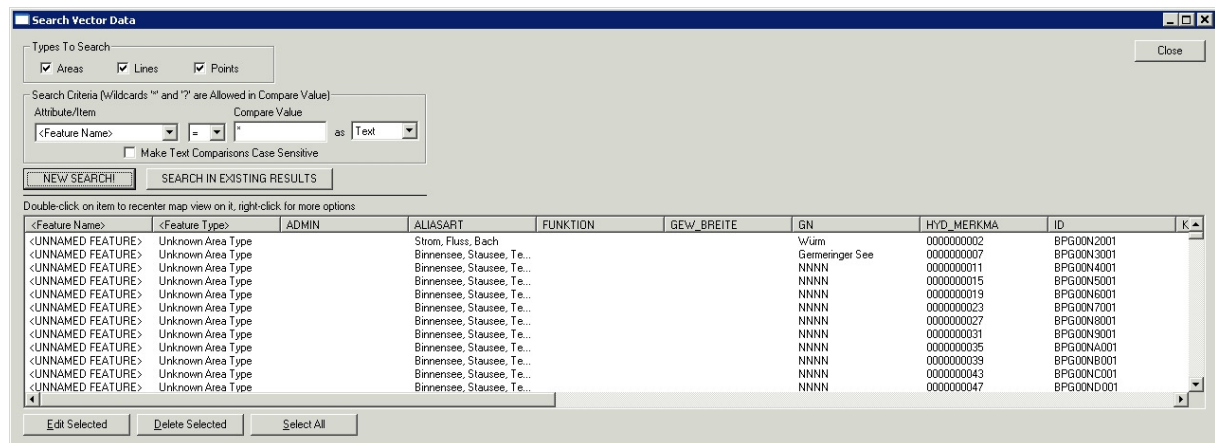 Search Vector Data
Types To Search
Close
Areas Lines Points
Search Criteria (Wildcards '*' and '?' are Allowed in Compare Value)
Attribute/Item Compare Value
<Feature Name> = * as Text
Make Text Comparisons Case Sensitive
NEW SEARCH! SEARCH IN EXISTING RESULTS
Double-click on item to recenter map view on it, right-click for more options
<Feature Name> <Feature Type> ADMIN ALIASART FUNKTION GEW_BREITE GN HYD_MERKMA ID K
<UNNAMED FEATURE> Unknown Area Type Strom, Fluss, Bach Würm 0000000002 BPG00N2001
<UNNAMED FEATURE> Unknown Area Type Binnensee, Stausee, Te... Germeringer See 0000000007 BPG00N3001
<UNNAMED FEATURE> Unknown Area Type Binnensee, Stausee, Te... NNNN 0000000011 BPG00N4001
<UNNAMED FEATURE> Unknown Area Type Binnensee, Stausee, Te... NNNN 0000000015 BPG00N5001
<UNNAMED FEATURE> Unknown Area Type Binnensee, Stausee, Te... NNNN 0000000019 BPG00N6001
<UNNAMED FEATURE> Unknown Area Type Binnensee, Stausee, Te... NNNN 0000000023 BPG00N7001
<UNNAMED FEATURE> Unknown Area Type Binnensee, Stausee, Te... NNNN 0000000027 BPG00N8001
<UNNAMED FEATURE> Unknown Area Type Binnensee, Stausee, Te... NNNN 0000000031 BPG00N9001
<UNNAMED FEATURE> Unknown Area Type Binnensee, Stausee, Te... NNNN 0000000035 BPG00NA001
<UNNAMED FEATURE> Unknown Area Type Binnensee, Stausee, Te... NNNN 0000000039 BPG00NB001
<UNNAMED FEATURE> Unknown Area Type Binnensee, Stausee, Te... NNNN 0000000043 BPG00NC001
<UNNAMED FEATURE> Unknown Area Type Binnensee, Stausee, Te... NNNN 0000000047 BPG00ND001
Edit Selected Delete Selected Select All